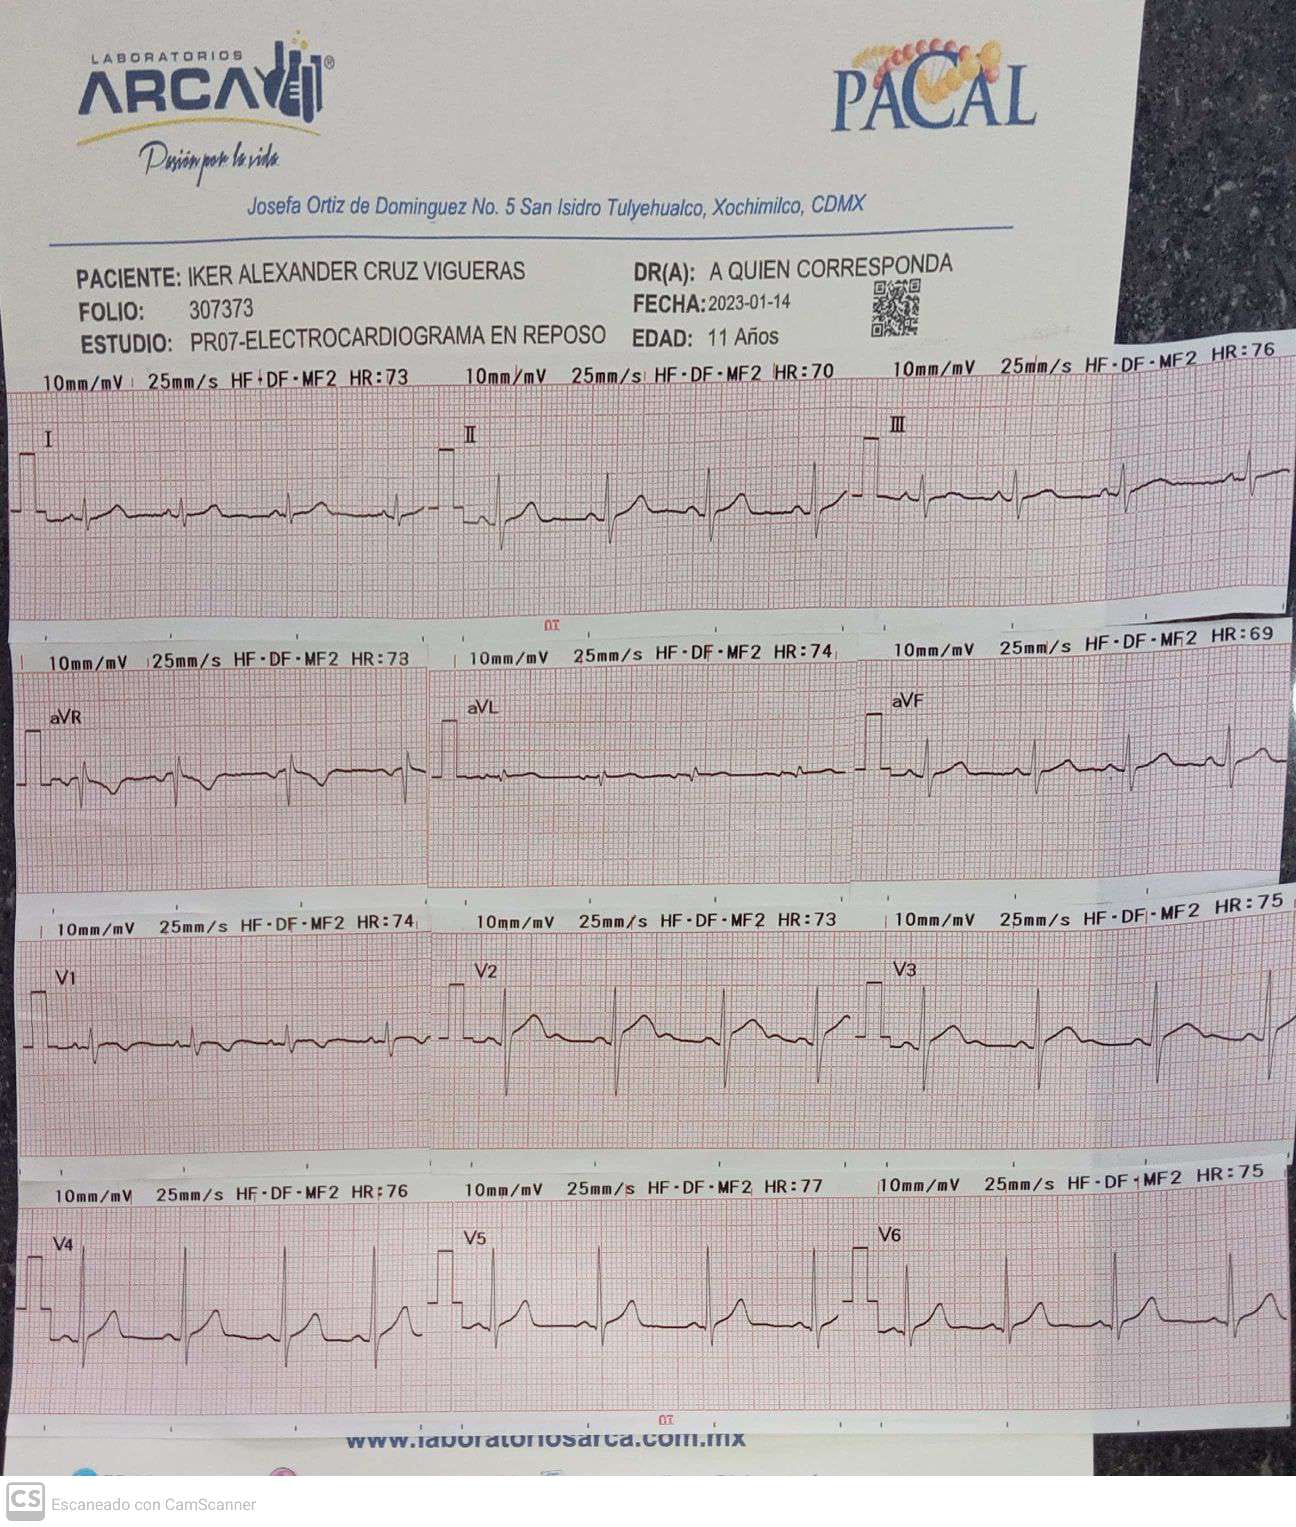 LABORATORIOS
ARCA ®
Pasión por la vida
PACAL
Josefa Ortiz de Dominguez No. 5 San Isidro Tulyehualco, Xochimilco, CDMX
PACIENTE: IKER ALEXANDER CRUZ VIGUERAS
DR(A): A QUIEN CORRESPONDA
FOLIO: 307373
FECHA: 2023-01-14
ESTUDIO: PR07-ELECTROCARDIOGRAMA EN REPOSO
EDAD: 11 Años
10mm/mV 25mm/s HF-DF-MF2 HR:73
10mm/mV 25mm/s HF-DF-MF2 HR:70
10mm/mV 25mm/s HF-DF-MF2 HR:76
I
II
III
10mm/mV 25mm/s HF-DF-MF2 HR:73
10mm/mV 25mm/s HF-DF-MF2 HR:74
10mm/mV 25mm/s HF-DF-MF2 HR:69
aVR
aVL
aVF
10mm/mV 25mm/s HF-DF-MF2 HR:74
10mm/mV 25mm/s HF-DF-MF2 HR:73
10mm/mV 25mm/s HF-DF-MF2 HR:75
V1
V2
V3
10mm/mV 25mm/s HF-DF-MF2 HR:76
10mm/mV 25mm/s HF-DF-MF2 HR:77
10mm/mV 25mm/s HF-DF-MF2 HR:75
V4
V5
V6
www.laboratoriosarca.com.mx
CS Escaneado con CamScanner